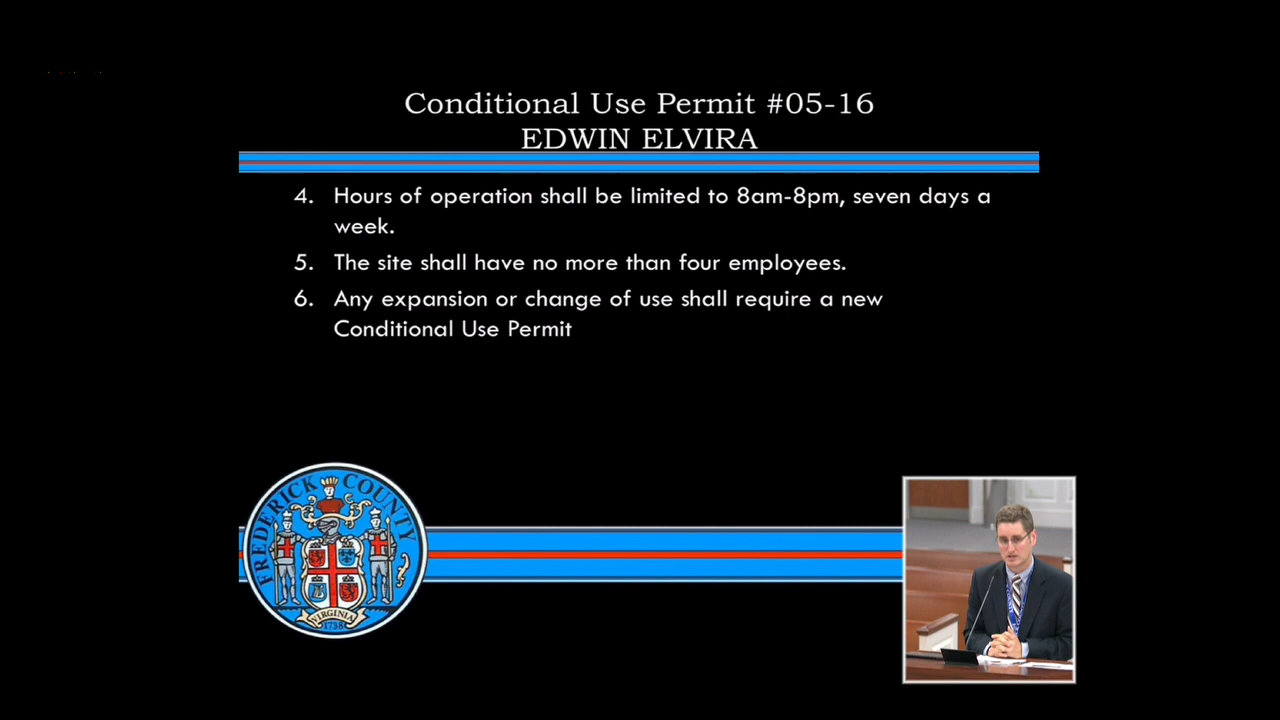 Conditional Use Permit #05-16
EDWIN ELVIRA
4. Hours of operation shall be limited to 8am-8pm, seven days a
week.
5. The site shall have no more than four employees.
6. Any expansion or change of use shall require a new
Conditional Use Permit
FREDERICK COUNTY
VIRGINIA
1738